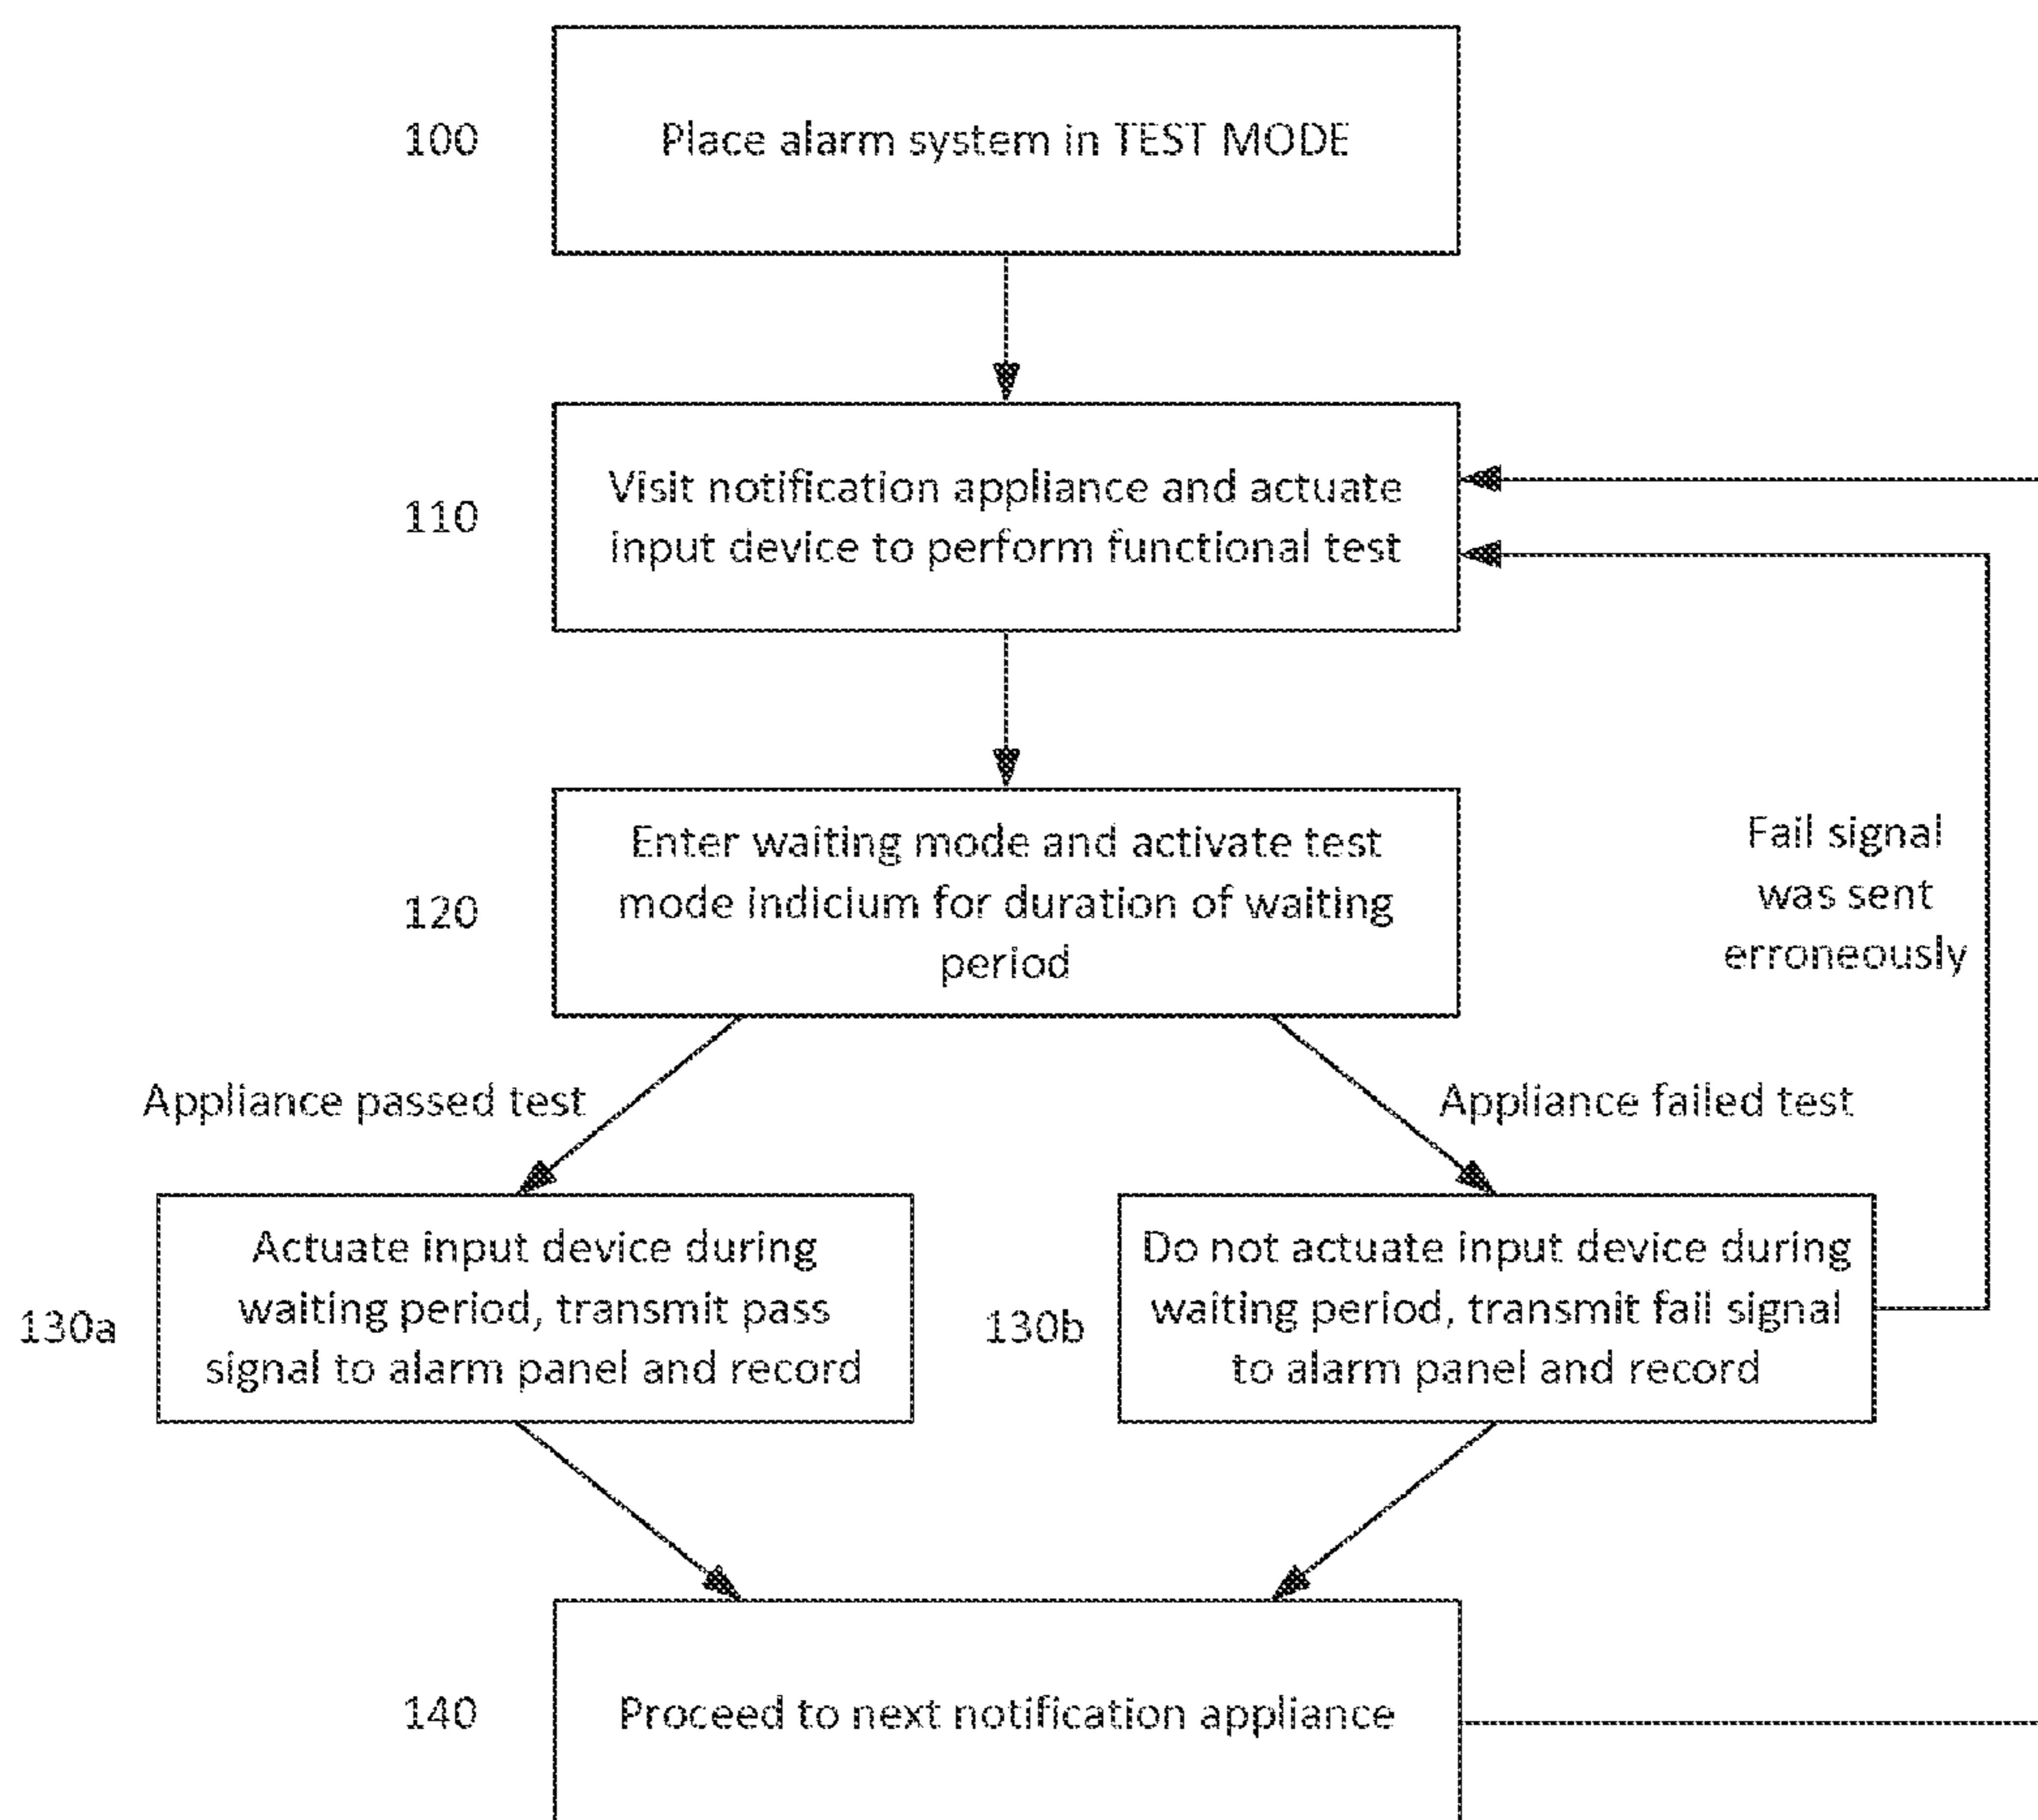 100
Place alarm system in TEST MODE
110
Visit notification appliance and actuate
input device to perform functional test
120
Enter waiting mode and activate test
mode indicium for duration of waiting
period
Fail signal
was sent
erroneously
Appliance passed test
Appliance failed test
130a
Actuate input device during
waiting period, transmit pass
signal to alarm panel and record
130b
Do not actuate input device during
waiting period, transmit fail signal
to alarm panel and record
140
Proceed to next notification appliance